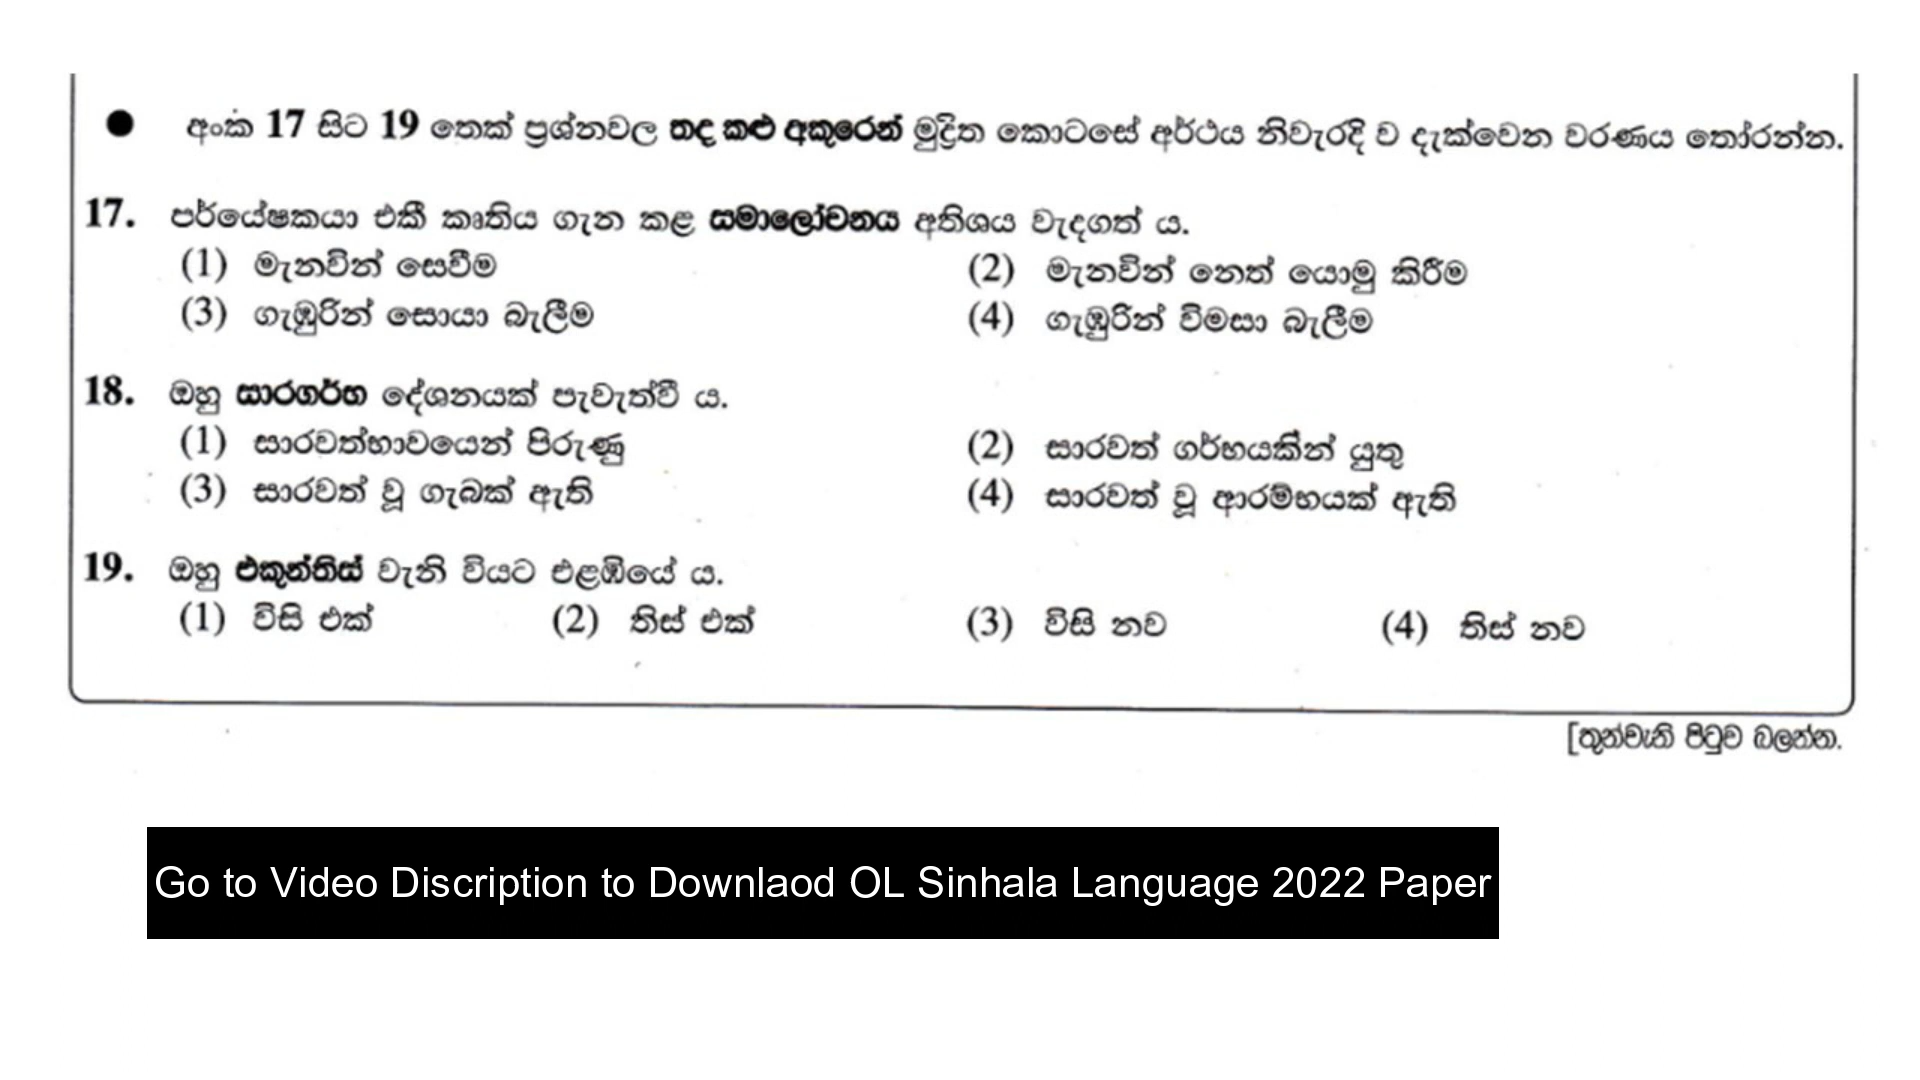 ● අංක 17 සිට 19 තෙක් ප්‍රශ්නවල තද කළු අකුරෙන් මුද්‍රිත කොටසේ අර්ථය නිවැරදි ව දැක්වෙන වරණය තෝරන්න.
17. පර්යේෂකයා එකී කෘතිය ගැන කළ සමාලෝචනය අතිශය වැදගත් ය.
(1) මැනවින් සෙවීම (2) මැනවින් නෙත් යොමු කිරීම
(3) ගැඹුරින් සොයා බැලීම (4) ගැඹුරින් විමසා බැලීම
18. ඔහු සාරගර්භ දේශනයක් පැවැත්වී ය.
(1) සාරවත්භාවයෙන් පිරුණු (2) සාරවත් ගර්භයකින් යුතු
(3) සාරවත් වූ ගැබක් ඇති (4) සාරවත් වූ ආරම්භයක් ඇති
19. ඔහු එකුන්තිස් වැනි වියට එළඹියේ ය.
(1) විසි එක් (2) තිස් එක් (3) විසි නව (4) තිස් නව
[තුන්වැනි පිටුව බලන්න.
Go to Video Discription to Downlaod OL Sinhala Language 2022 Paper